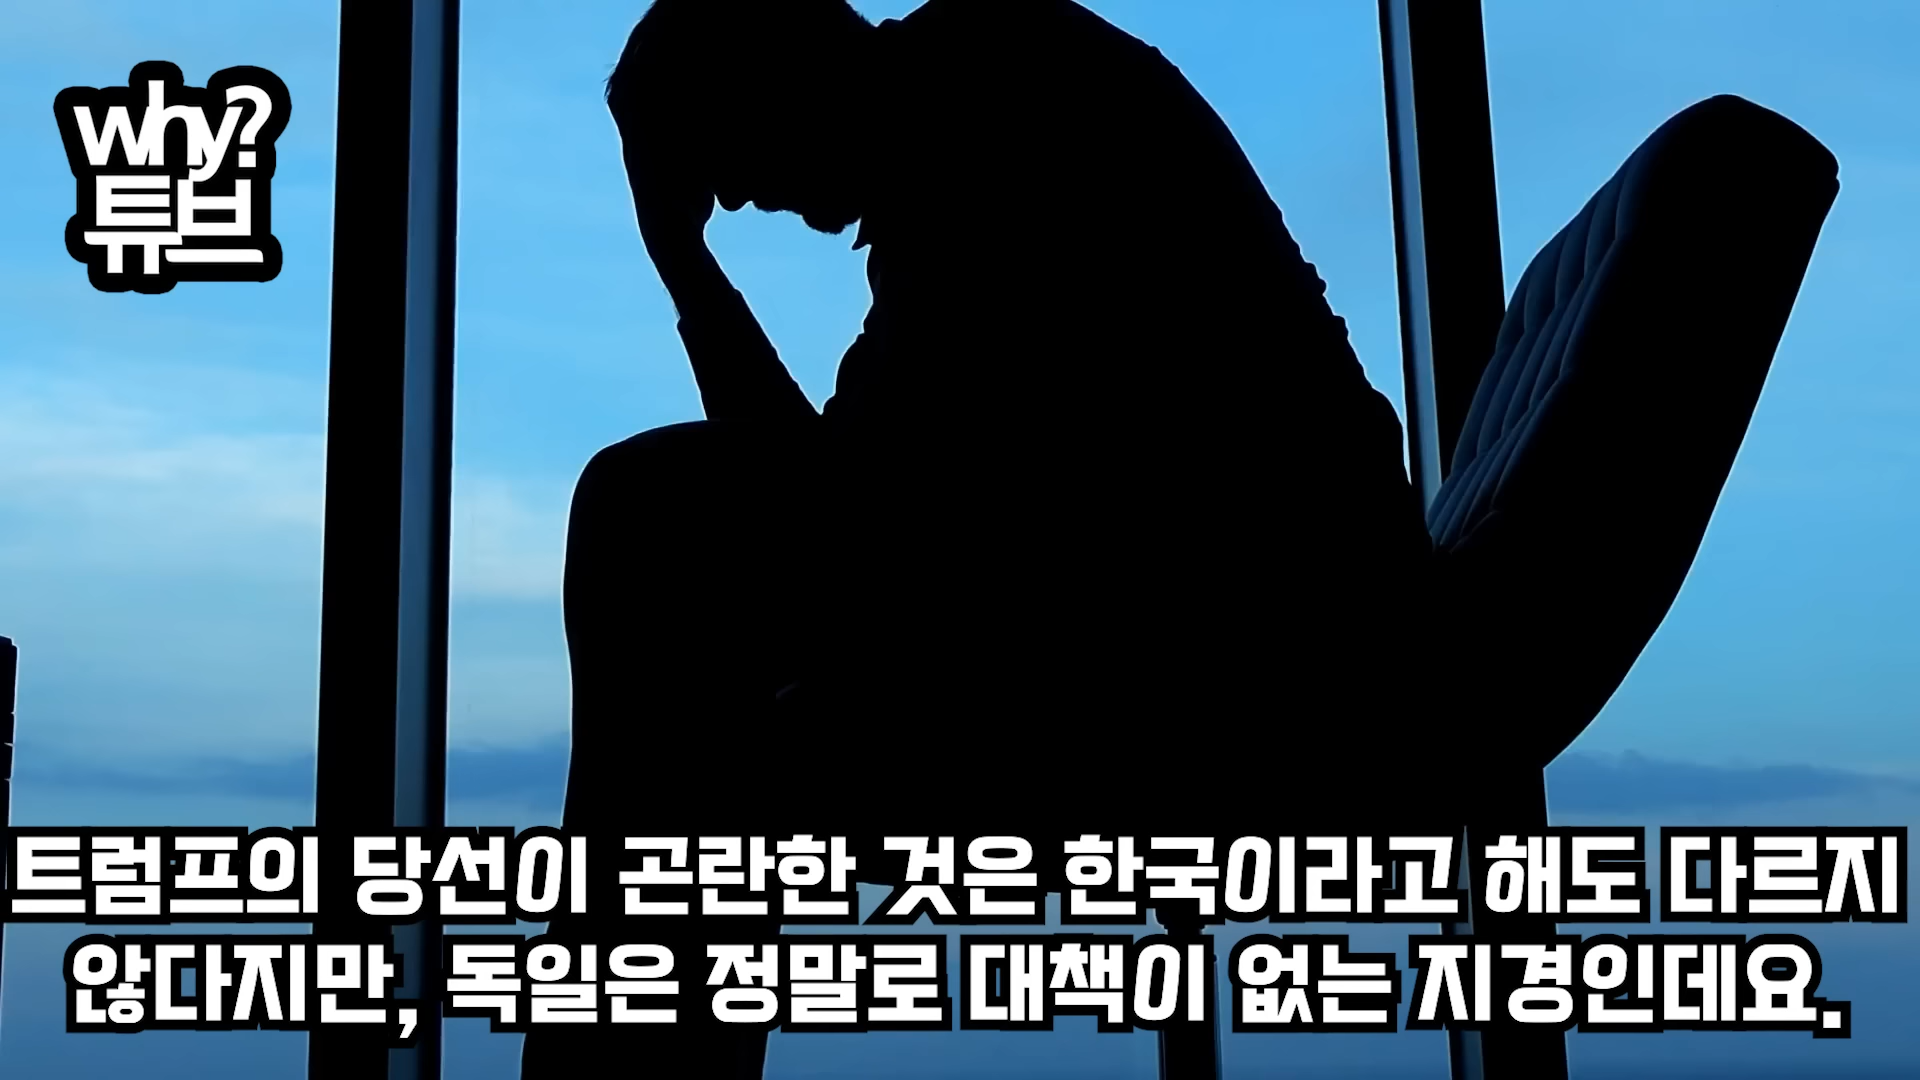 why?
튜브
트럼프의 당선이 곤란한 것은 한국이라고 해도 다르지
않다지만, 독일은 정말로 대책이 없는 지경인데요.